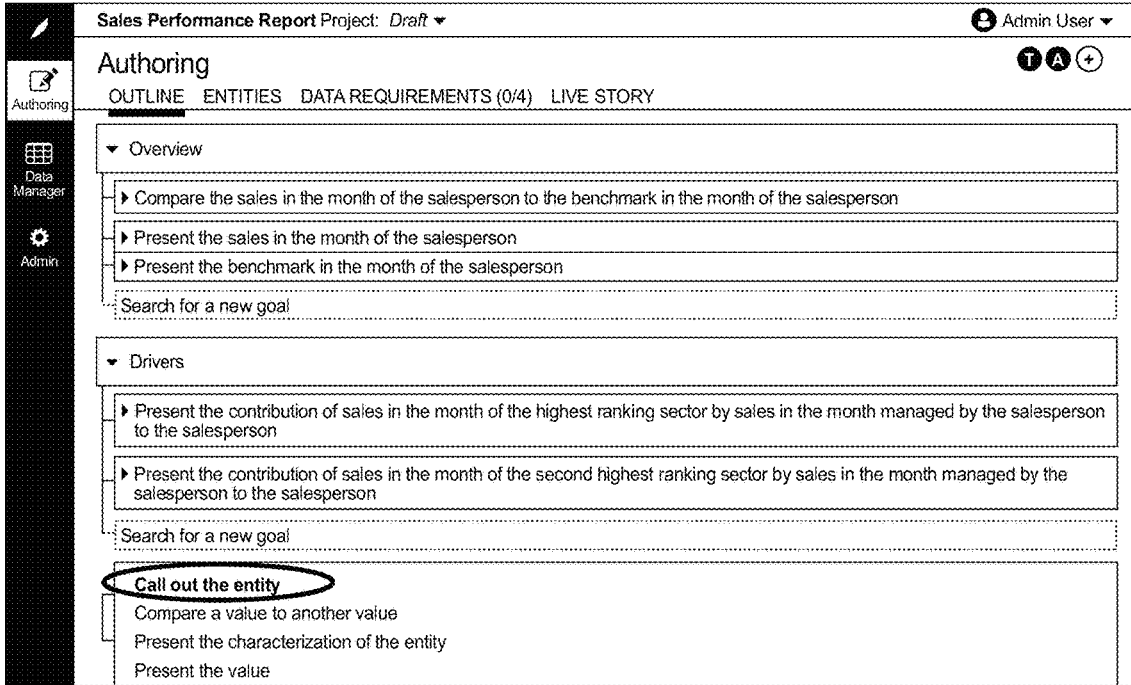 Sales Performance Report Project: Draft
Admin User
Authoring
T A +
OUTLINE ENTITIES DATA REQUIREMENTS (0/4) LIVE STORY
Authoring
Data
Manager
Admin
Overview
Compare the sales in the month of the salesperson to the benchmark in the month of the salesperson
Present the sales in the month of the salesperson
Present the benchmark in the month of the salesperson
Search for a new goal
Drivers
Present the contribution of sales in the month of the highest ranking sector by sales in the month managed by the salesperson
to the salesperson
Present the contribution of sales in the month of the second highest ranking sector by sales in the month managed by the
salesperson to the salesperson
Search for a new goal
Call out the entity
Compare a value to another value
Present the characterization of the entity
Present the value